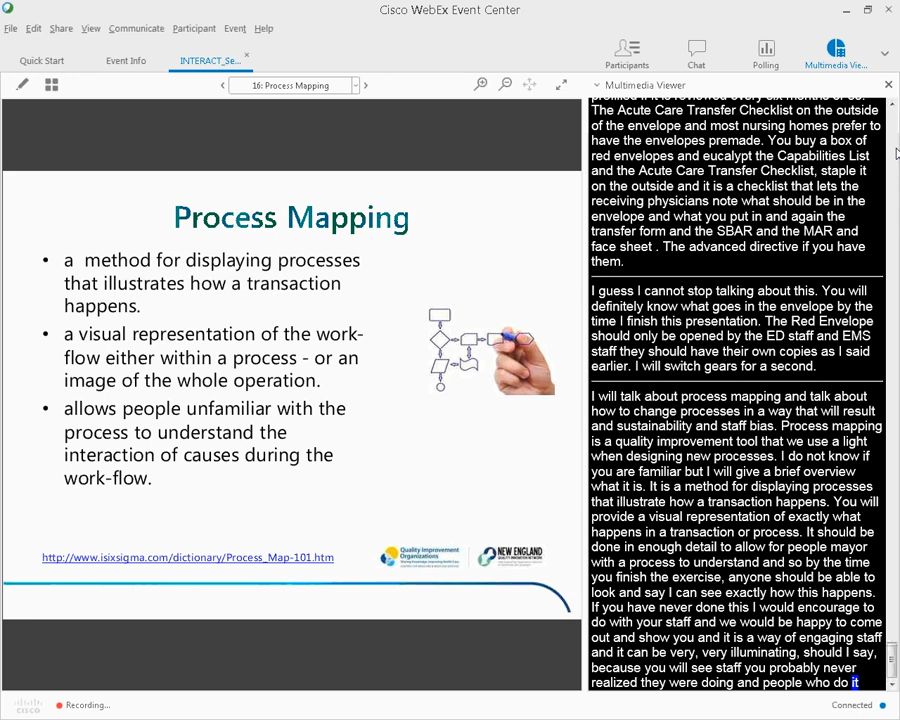 Cisco WebEx Event Center
File Edit Share View Communicate Participant Event Help
Quick Start Event Info INTERACT_Se...
Participants Chat Polling Multimedia Vie...
16: Process Mapping
Multimedia Viewer
Process Mapping
• a method for displaying processes
that illustrates how a transaction
happens.
• a visual representation of the work-
flow either within a process - or an
image of the whole operation.
• allows people unfamiliar with the
process to understand the
interaction of causes during the
work-flow.
http://www.isixsigma.com/dictionary/Process_Map-101.htm
Quality Improvement
Organizations
NEW ENGLAND
The Acute Care Transfer Checklist on the outside
of the envelope and most nursing homes prefer to
have the envelopes premade. You buy a box of
red envelopes and eucalypt the Capabilities List
and the Acute Care Transfer Checklist, staple it
on the outside and it is a checklist that lets the
receiving physicians note what should be in the
envelope and what you put in and again the
transfer form and the SBAR and the MAR and
face sheet . The advanced directive if you have
them.
I guess I cannot stop talking about this. You will
definitely know what goes in the envelope by the
time I finish this presentation. The Red Envelope
should only be opened by the ED staff and EMS
staff they should have their own copies as I said
earlier. I will switch gears for a second.
I will talk about process mapping and talk about
how to change processes in a way that will result
and sustainability and staff bias. Process mapping
is a quality improvement tool that we use a light
when designing new processes. I do not know if
you are familiar but I will give a brief overview
what it is. It is a method for displaying processes
that illustrate how a transaction happens. You will
provide a visual representation of exactly what
happens in a transaction or process. It should be
done in enough detail to allow for people mayor
with a process to understand and so by the time
you finish the exercise, anyone should be able to
look and say I can see exactly how this happens.
If you have never done this I would encourage to
do with your staff and we would be happy to come
out and show you and it is a way of engaging staff
and it can be very, very illuminating, should I say,
because you will see staff you probably never
realized they were doing and people who do it
cisco
Recording...
Connected